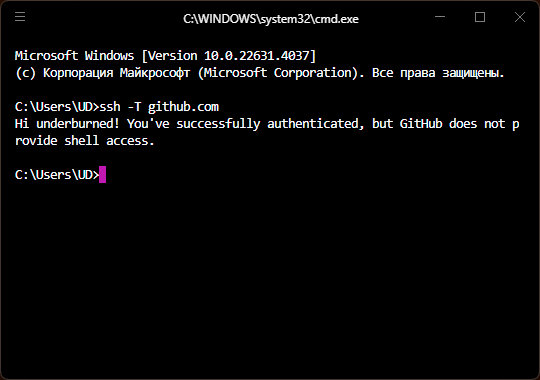 C:\WINDOWS\system32\cmd.exe
Microsoft Windows [Version 10.0.22631.4037]
(c) Корпорация Майкрософт (Microsoft Corporation). Все права защищены.
C:\Users\UD>ssh -T github.com
Hi underburned! You've successfully authenticated, but GitHub does not p
rovide shell access.
C:\Users\UD>